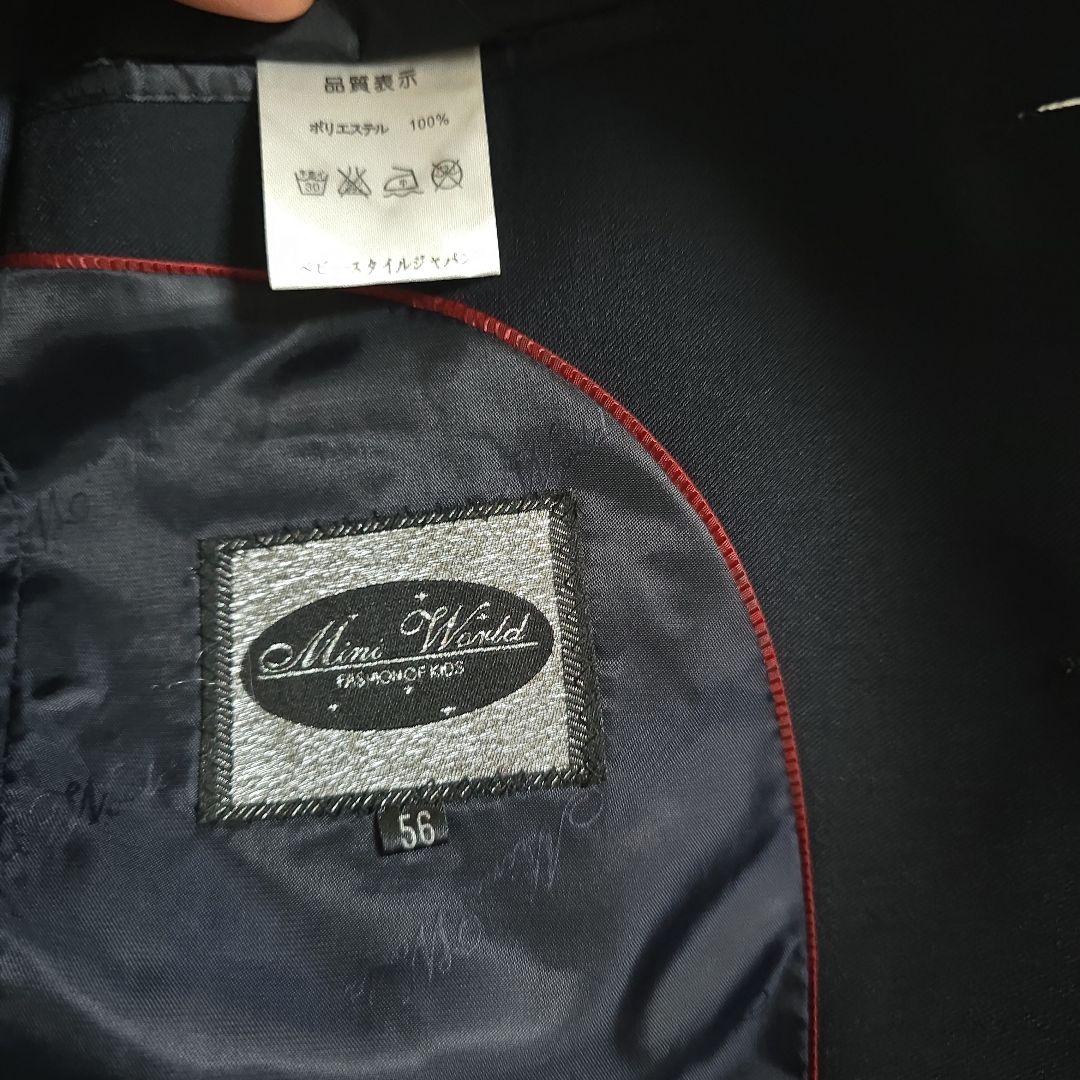 品質表示
ポリエステル 100%
30
中
ベビースタイルジャパン
Mini World
FASHION OF KIDS
56